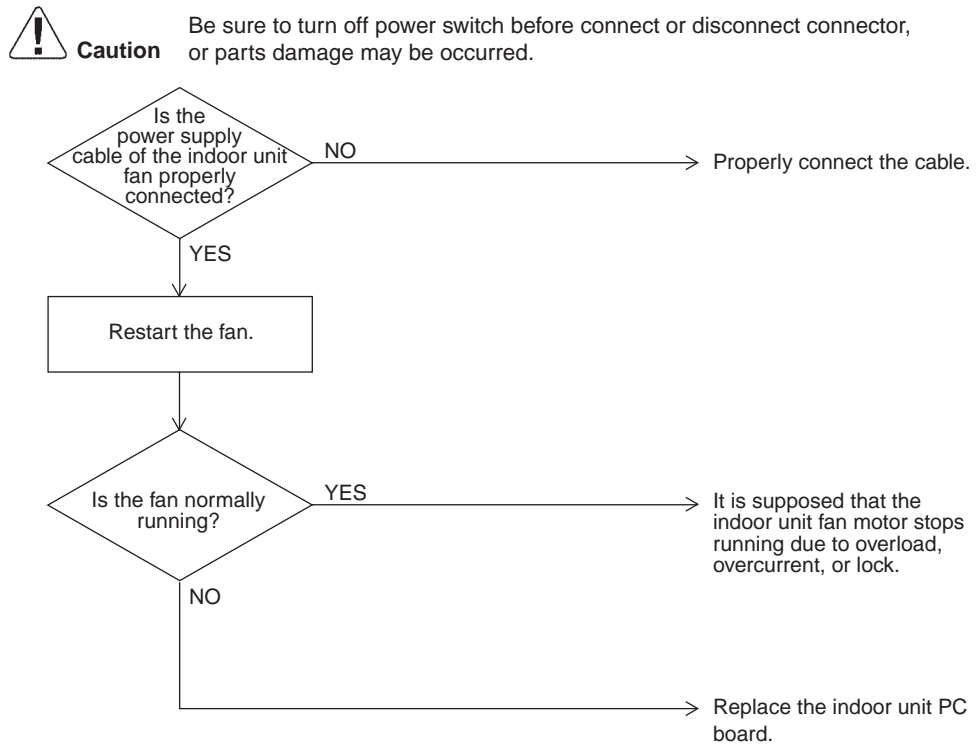 Be sure to turn off power switch before connect or disconnect connector,
Caution or parts damage may be occurred.
Is the
power supply
cable of the indoor unit
fan properly
connected?
NO
Properly connect the cable.
YES
Restart the fan.
Is the fan normally
running?
YES
It is supposed that the
indoor unit fan motor stops
running due to overload,
overcurrent, or lock.
NO
Replace the indoor unit PC
board.